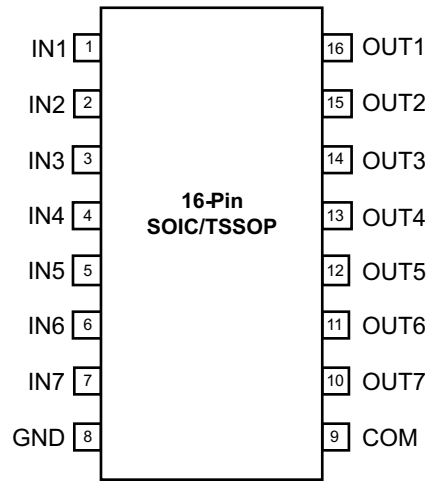 IN1 1 16 OUT1
IN2 2 15 OUT2
IN3 3 14 OUT3
IN4 4 16-Pin 13 OUT4
SOIC/TSSOP
IN5 5 12 OUT5
IN6 6 11 OUT6
IN7 7 10 OUT7
GND 8 9 COM